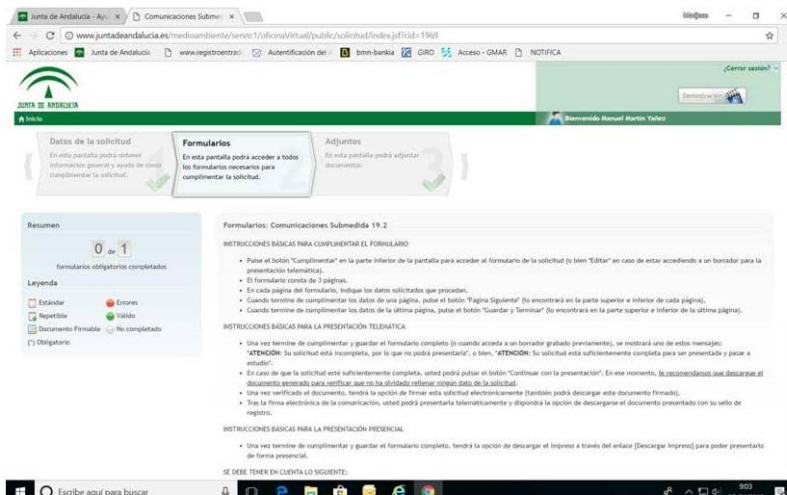 Junta de Andalucía - Ayu
Comunicaciones Subme
www.juntadeandalucia.es/medioambiente/servtc1/oficinaVirtual/public/solicitud/index.jsf?cid=1969
Aplicaciones
Junta de Andalucía
www.registroentrad
Autentificación del
bmn-bankia
GIRO
Acceso - GMAR
NOTIFICA
¿Cerrar sesión?
JUNTA DE ANDALUCIA
Demostración
Inicio
Bienvenido Manuel Martin Yañez
Datos de la solicitud
En esta pantalla podrá obtener
información general y ayuda de como
cumplimentar la solicitud.
1
Formularios
En esta pantalla podrá acceder a todos
los formularios necesarios para
cumplimentar la solicitud.
2
Adjuntos
En esta pantalla podrá adjuntar
documentos.
3
Resumen
0 de 1
formularios obligatorios completados
Leyenda
Estándar
Errores
Repetible
Válido
Documento Firmable
No completado
(*) Obligatorio
Formularios: Comunicaciones Submedida 19.2
INSTRUCCIONES BÁSICAS PARA CUMPLIMENTAR EL FORMULARIO
Pulse el botón "Cumplimentar" en la parte inferior de la pantalla para acceder al formulario de la solicitud (o bien "Editar" en caso de estar accediendo a un borrador para la
presentación telemática).
El formulario consta de 3 páginas.
En cada página del formulario, indique los datos solicitados que procedan.
Cuando termine de cumplimentar los datos de una página, pulse el botón "Página Siguiente" (lo encontrará en la parte superior e inferior de cada página).
Cuando termine de cumplimentar los datos de la última página, pulse el botón "Guardar y Terminar" (lo encontrará en la parte superior e inferior de la última página).
INSTRUCCIONES BÁSICAS PARA LA PRESENTACIÓN TELEMÁTICA
Una vez termine de cumplimentar y guardar el formulario completo (o cuando acceda a un borrador grabado previamente), se mostrará uno de estos mensajes:
"ATENCIÓN: Su solicitud está incompleta, por lo que no podrá presentarla", o bien, "ATENCIÓN: Su solicitud está suficientemente completa para ser presentada y pasar a
estudio".
En caso de que la solicitud esté suficientemente completa, usted podrá pulsar el botón "Continuar con la presentación". En ese momento, le recomendamos que descargue el
documento generado para verificar que no ha olvidado rellenar ningún dato de la solicitud.
Una vez verificado el documento, tendrá la opción de firmar esta solicitud electrónicamente (también podrá descargar este documento firmado).
Tras la firma electrónica de la comunicación, usted podrá presentarla telemáticamente y dispondrá la opción de descargarse el documento presentado con su sello de
registro.
INSTRUCCIONES BÁSICAS PARA LA PRESENTACIÓN PRESENCIAL
Una vez termine de cumplimentar y guardar el formulario completo, tendrá la opción de descargar el impreso a través del enlace [Descargar Impreso] para poder presentarlo
de forma presencial.
SE DEBE TENER EN CUENTA LO SIGUIENTE:
Escribe aquí para buscar
9:03